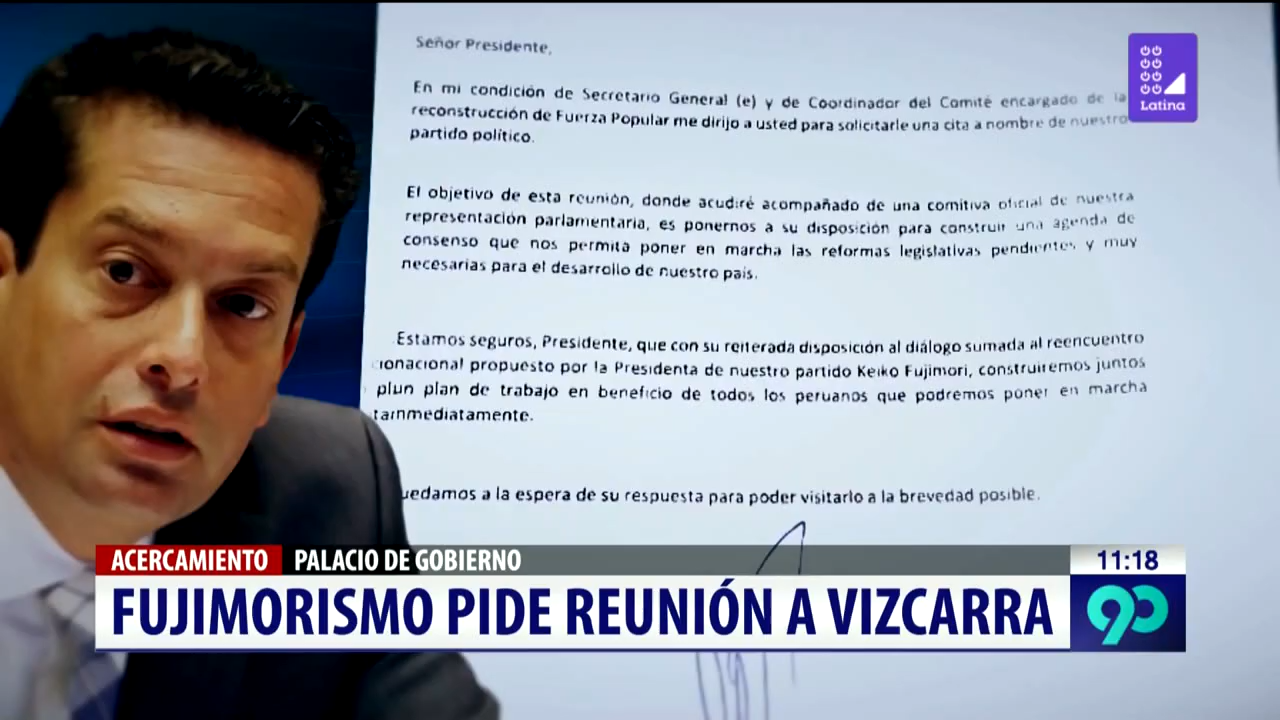 Señor Presidente,
En mi condición de Secretario General (e) y de Coordinador del Comité encargado de la
reconstrucción de Fuerza Popular me dirijo a usted para solicitarle una cita a nombre de nuestro
partido político.
El objetivo de esta reunión, donde acudiré acompañado de una comitiva oficial de nuestra
representación parlamentaria, es ponernos a su disposición para construir una agenda de
consenso que nos permita poner en marcha las reformas legislativas pendientes y muy
necesarias para el desarrollo de nuestro país.
Estamos seguros, Presidente, que con su reiterada disposición al diálogo sumada al reencuentro
ionacional propuesto por la Presidenta de nuestro partido Keiko Fujimori, construiremos juntos
plun plan de trabajo en beneficio de todos los peruanos que podremos poner en marcha
tainmediatamente.
uedamos a la espera de su respuesta para poder visitarlo a la brevedad posible.
Latina
ACERCAMIENTO PALACIO DE GOBIERNO 11:18
FUJIMORISMO PIDE REUNIÓN A VIZCARRA 90